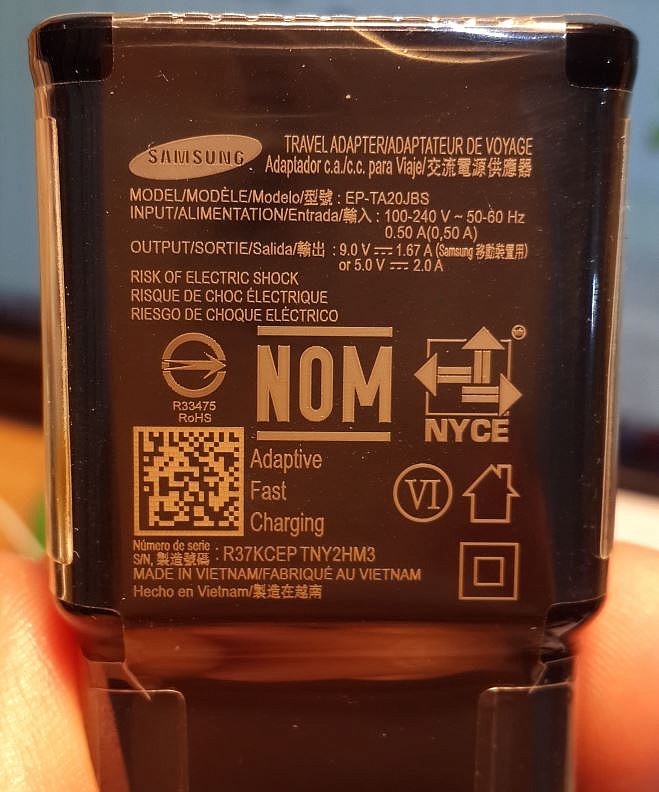 SAMSUNG
TRAVEL ADAPTER/ADAPTATEUR DE VOYAGE
Adaptador c.a./c.c. para Viaje/交流電源供應器
MODEL/MODÈLE/Modelo/型號 : EP-TA20JBS
INPUT/ALIMENTATION/Entrada/輸入 : 100-240 V ~ 50-60 Hz
0.50 A(0,50 A)
OUTPUT/SORTIE/Salida/輸出 : 9.0 V ⎓ 1.67 A (Samsung 移動裝置用)
or 5.0 V ⎓ 2.0 A
RISK OF ELECTRIC SHOCK
RISQUE DE CHOC ÉLECTRIQUE
RIESGO DE CHOQUE ELÉCTRICO
R33475
RoHS
NOM
NYCE
Adaptive
Fast
Charging
VI
Número de serie
S/N, 製造號碼 : R37KCEP TNY2HM3
MADE IN VIETNAM/FABRIQUÉ AU VIETNAM
Hecho en Vietnam/製造在越南